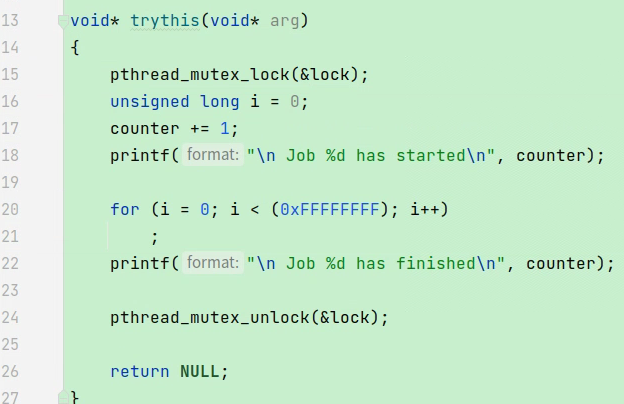 13 void* trythis(void* arg)
14 {
15 pthread_mutex_lock(&lock);
16 unsigned long i = 0;
17 counter += 1;
18 printf( format: "\n Job %d has started\n", counter);
19
20 for (i = 0; i < (0xFFFFFFFF); i++)
21 ;
22 printf( format: "\n Job %d has finished\n", counter);
23
24 pthread_mutex_unlock(&lock);
25
26 return NULL;
27 }